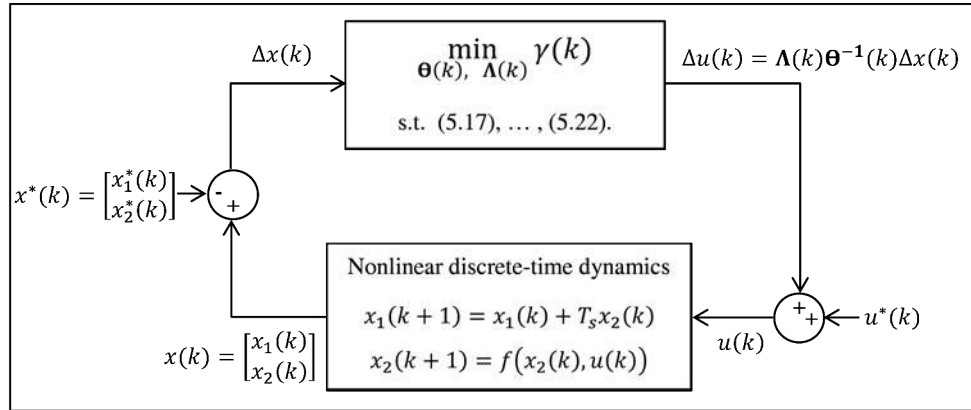 Δx(k)
min γ(k)
Θ(k), Λ(k)
s.t. (5.17), … , (5.22).
Δu(k) = Λ(k)Θ⁻¹(k)Δx(k)
x*(k) = [x₁*(k)
x₂*(k)]
-
+
Nonlinear discrete-time dynamics
x₁(k + 1) = x₁(k) + Tₛx₂(k)
x₂(k + 1) = f(x₂(k), u(k))
x(k) = [x₁(k)
x₂(k)]
+
+
u(k)
u*(k)